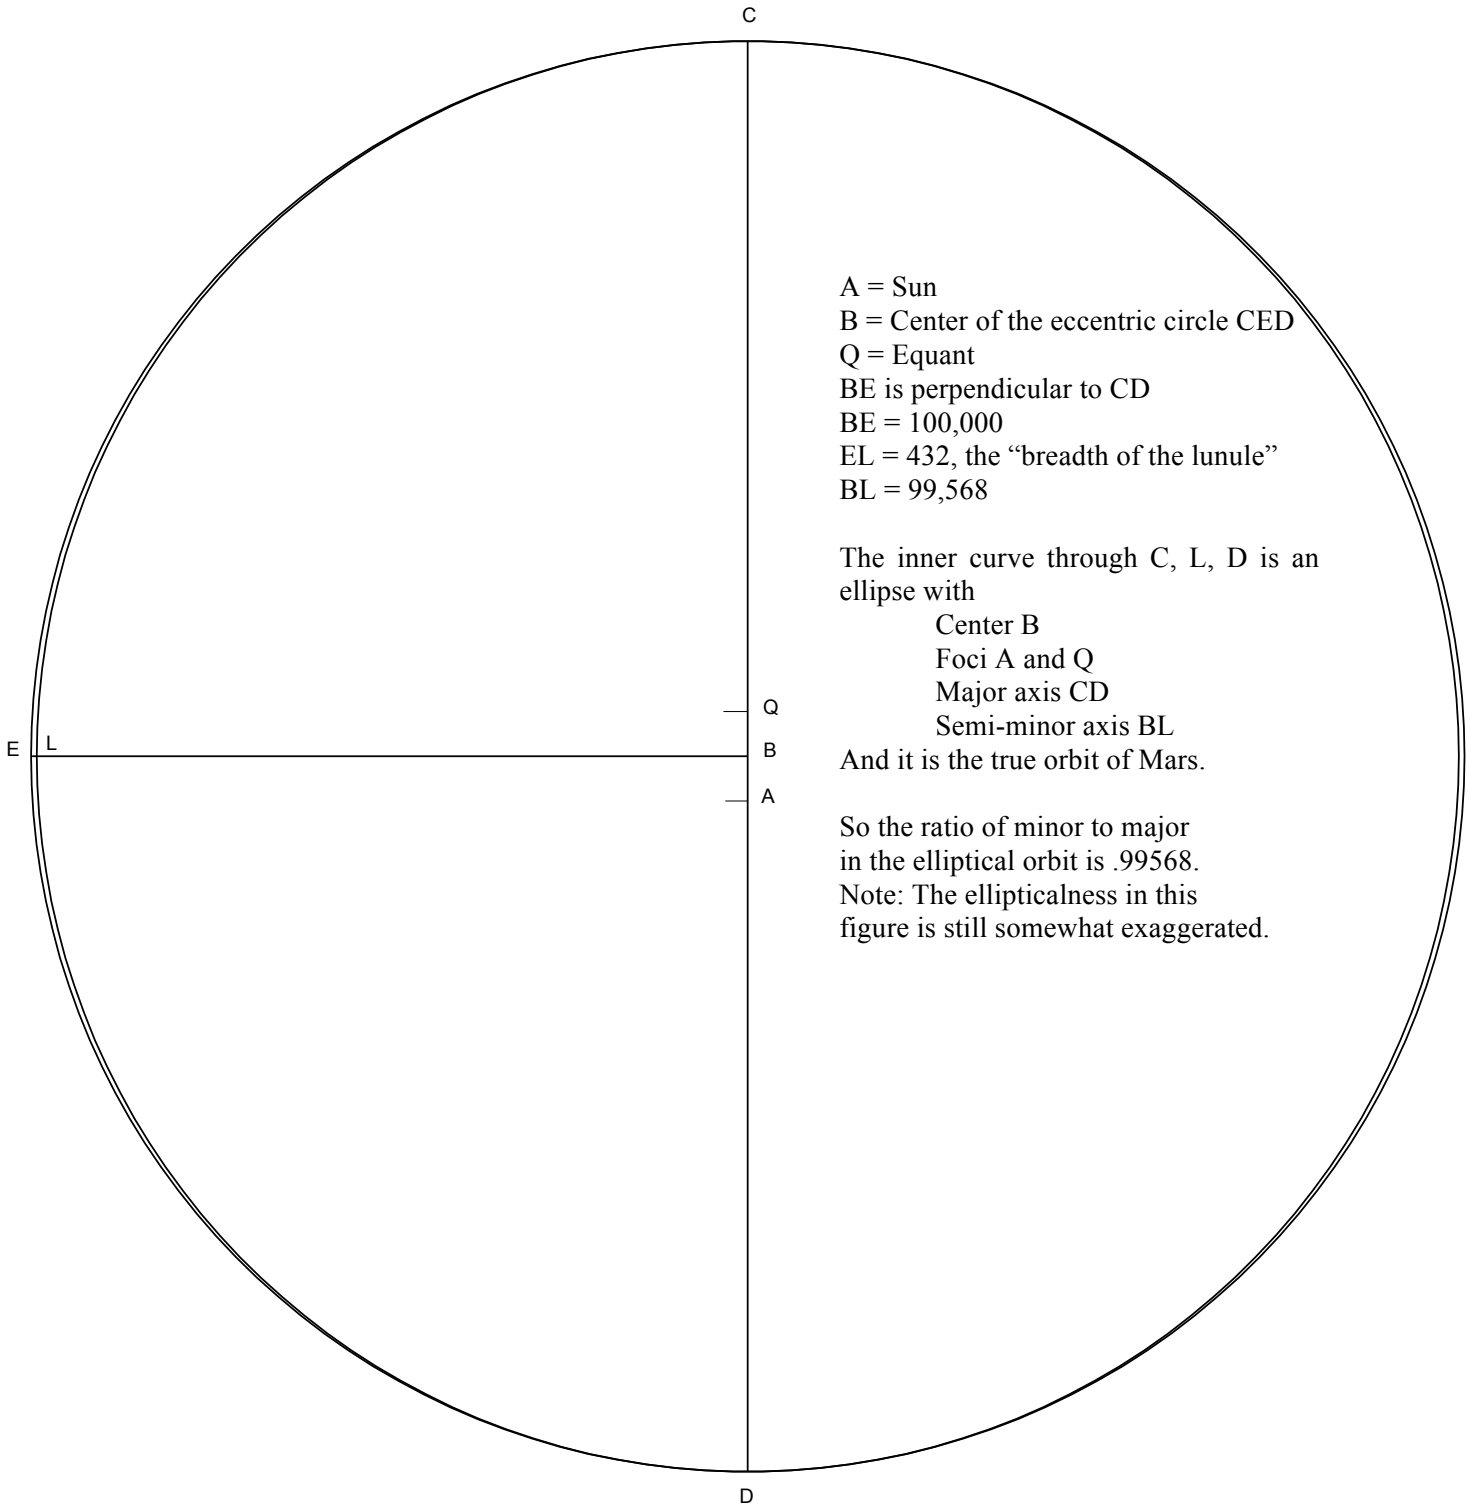 C
A = Sun
B = Center of the eccentric circle CED
Q = Equant
BE is perpendicular to CD
BE = 100,000
EL = 432, the “breadth of the lunule”
BL = 99,568
The inner curve through C, L, D is an
ellipse with
Center B
Foci A and Q
Major axis CD
Semi-minor axis BL
And it is the true orbit of Mars.
So the ratio of minor to major
in the elliptical orbit is .99568.
Note: The ellipticalness in this
figure is still somewhat exaggerated.
Q
E L B
A
D